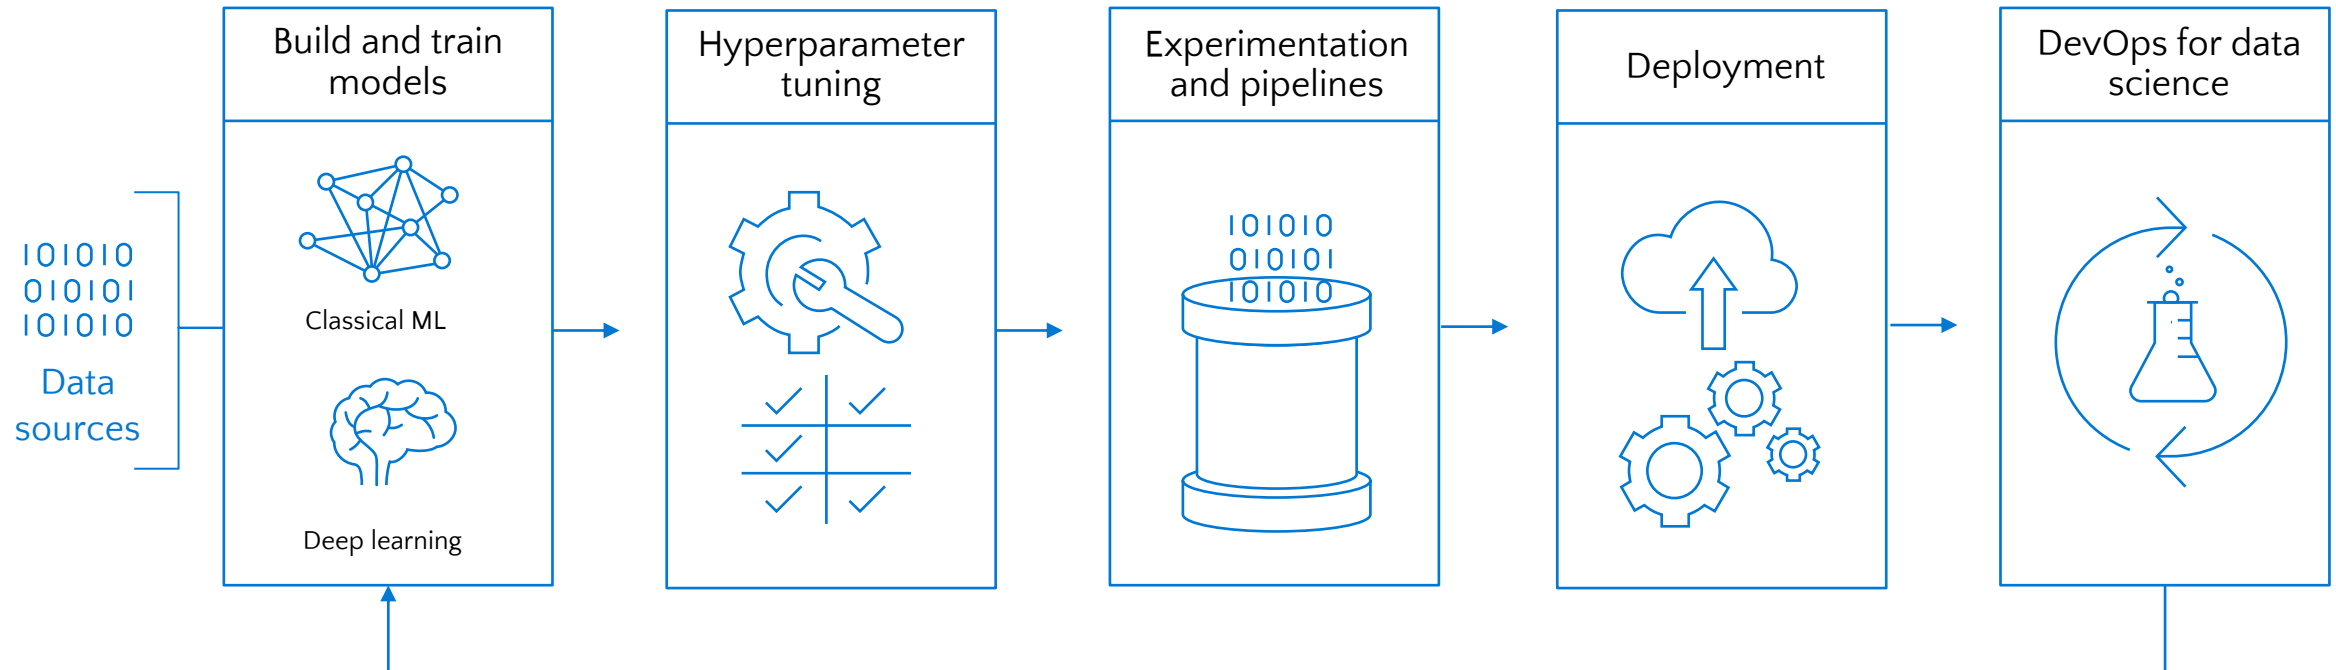 101010
010101
101010
Data
sources
Build and train
models
Classical ML
Deep learning
Hyperparameter
tuning
Experimentation
and pipelines
101010
010101
101010
Deployment
DevOps for data
science